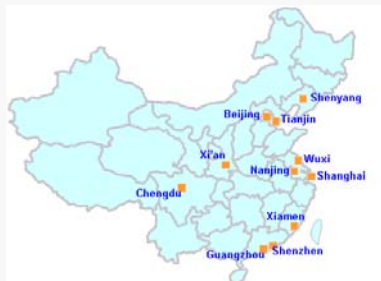 Shenyang
Beijing
Tianjin
Xi'an
Wuxi
Nanjing
Shanghai
Chengdu
Xiamen
Guangzhou
Shenzhen